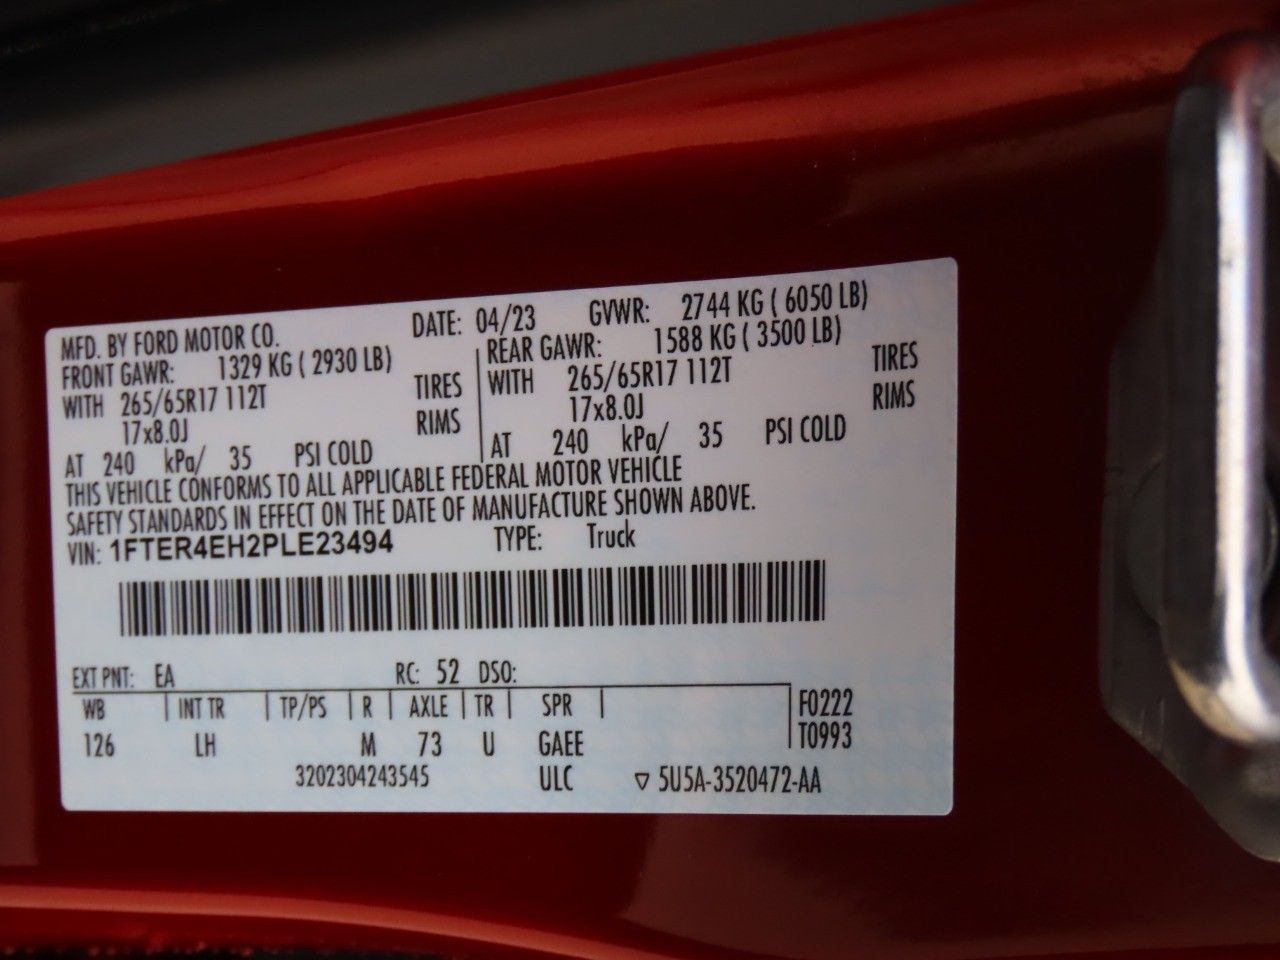 MFD. BY FORD MOTOR CO. DATE: 04/23 GVWR: 2744 KG ( 6050 LB)
FRONT GAWR: 1329 KG ( 2930 LB) REAR GAWR: 1588 KG ( 3500 LB)
WITH 265/65R17 112T TIRES WITH 265/65R17 112T TIRES
17x8.0J RIMS 17x8.0J RIMS
AT 240 kPa/ 35 PSI COLD AT 240 kPa/ 35 PSI COLD
THIS VEHICLE CONFORMS TO ALL APPLICABLE FEDERAL MOTOR VEHICLE
SAFETY STANDARDS IN EFFECT ON THE DATE OF MANUFACTURE SHOWN ABOVE.
VIN: 1FTER4EH2PLE23494 TYPE: Truck
EXT PNT: EA RC: 52 DSO:
WB INT TR TP/PS R AXLE TR SPR F0222
126 LH M 73 U GAEE T0993
3202304243545 ULC ▽ 5U5A-3520472-AA